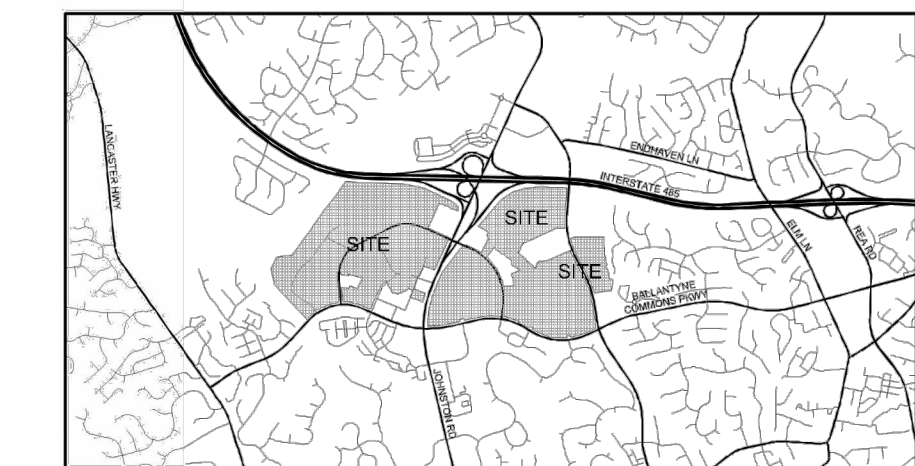 LANCASTER HWY
ENDHAVEN LN
INTERSTATE 485
SITE
SITE
SITE
ELM LN
REA RD
BALLANTYNE
COMMONS PKWY
JOHNSTON RD